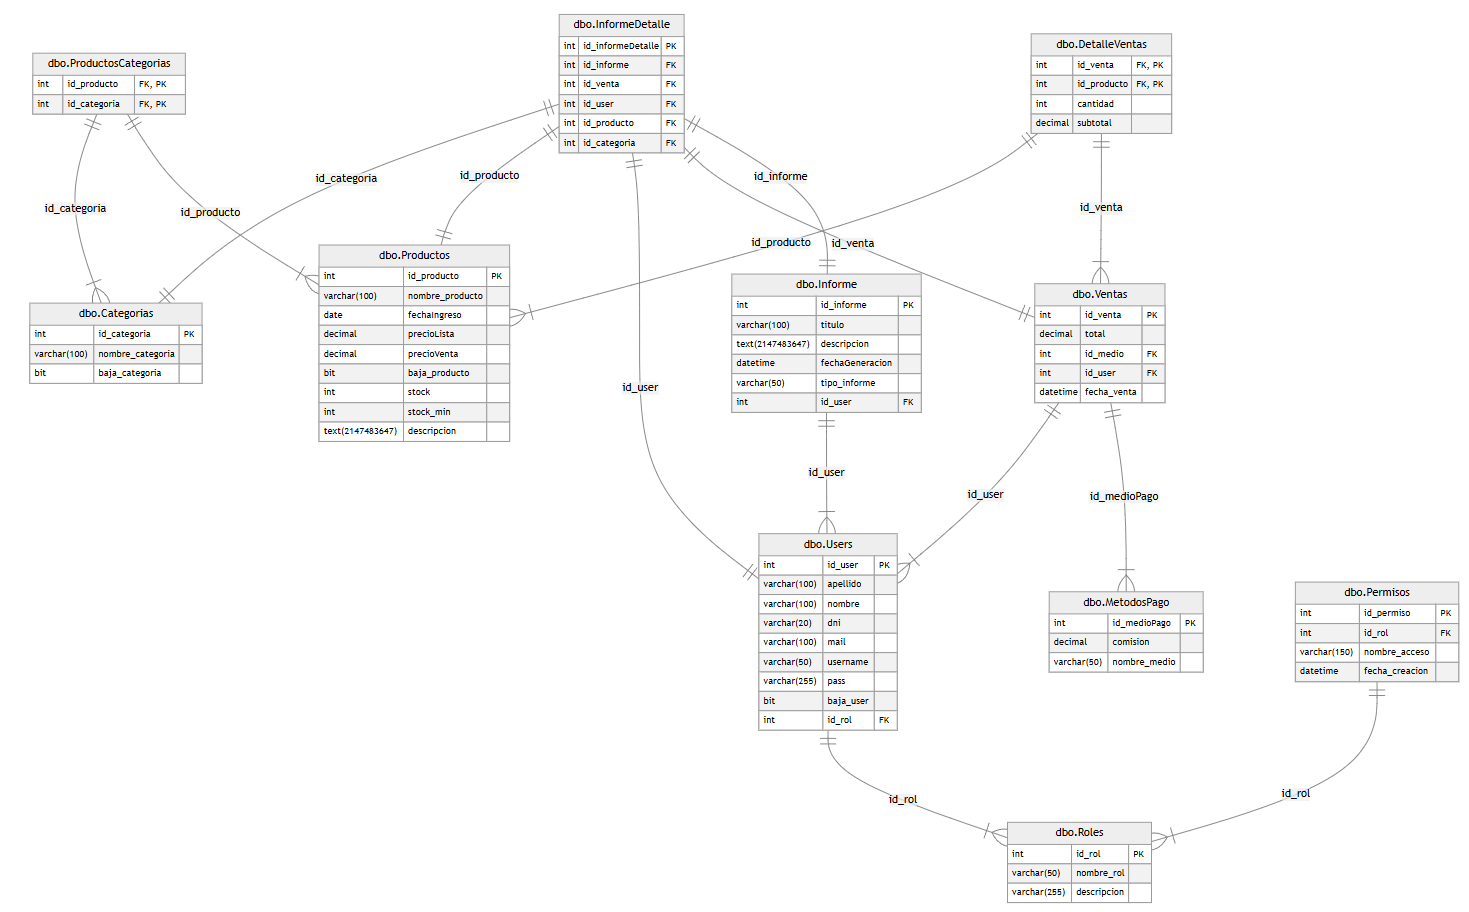 dbo.InformeDetalle
int id_informeDetalle PK
int id_informe FK
int id_venta FK
int id_user FK
int id_producto FK
int id_categoria FK
dbo.DetalleVentas
int id_venta FK, PK
int id_producto FK, PK
int cantidad
decimal subtotal
dbo.ProductosCategorias
int id_producto FK, PK
int id_categoria FK, PK
id_categoria
id_producto
id_categoria
id_producto
id_informe
id_producto
id_venta
id_venta
dbo.Productos
int id_producto PK
varchar(100) nombre_producto
date fechaIngreso
decimal precioLista
decimal precioVenta
bit baja_producto
int stock
int stock_min
text(2147483647) descripcion
dbo.Categorias
int id_categoria PK
varchar(100) nombre_categoria
bit baja_categoria
dbo.Informe
int id_informe PK
varchar(100) titulo
text(2147483647) descripcion
datetime fechaGeneracion
varchar(50) tipo_informe
int id_user FK
dbo.Ventas
int id_venta PK
decimal total
int id_medio FK
int id_user FK
datetime fecha_venta
id_user
id_user
id_user
id_medioPago
dbo.Users
int id_user PK
varchar(100) apellido
varchar(100) nombre
varchar(20) dni
varchar(100) mail
varchar(50) username
varchar(255) pass
bit baja_user
int id_rol FK
dbo.MetodosPago
int id_medioPago PK
decimal comision
varchar(50) nombre_medio
dbo.Permisos
int id_permiso PK
int id_rol FK
varchar(150) nombre_acceso
datetime fecha_creacion
id_rol
id_rol
dbo.Roles
int id_rol PK
varchar(50) nombre_rol
varchar(255) descripcion